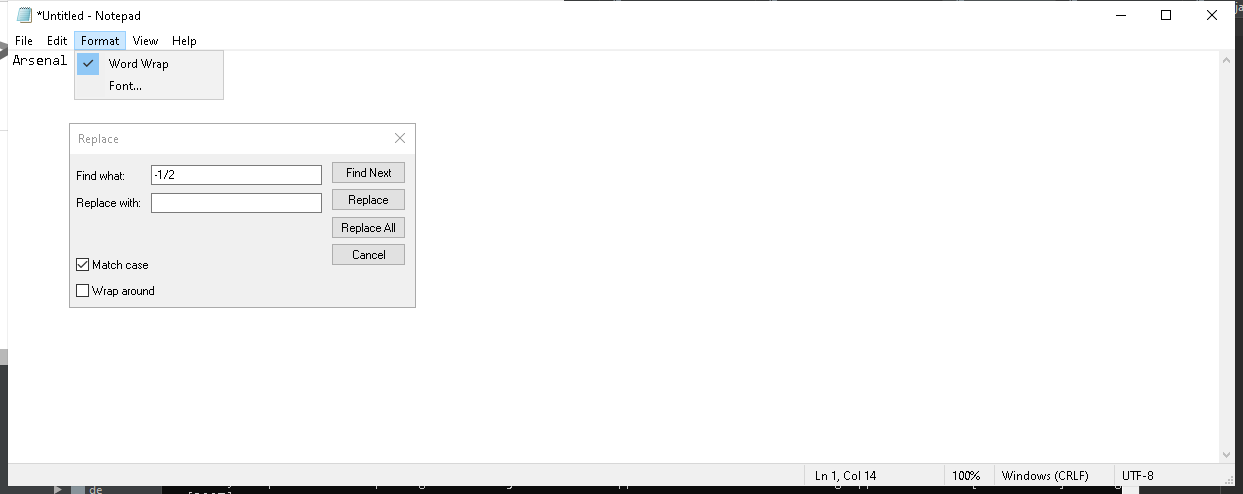 *Untitled - Notepad
File Edit Format View Help
Arsenal
Word Wrap
Font...
Replace
Find what: -1/2 Find Next
Replace with: Replace
Replace All
Cancel
Match case
Wrap around
Ln 1, Col 14 100% Windows (CRLF) UTF-8
de